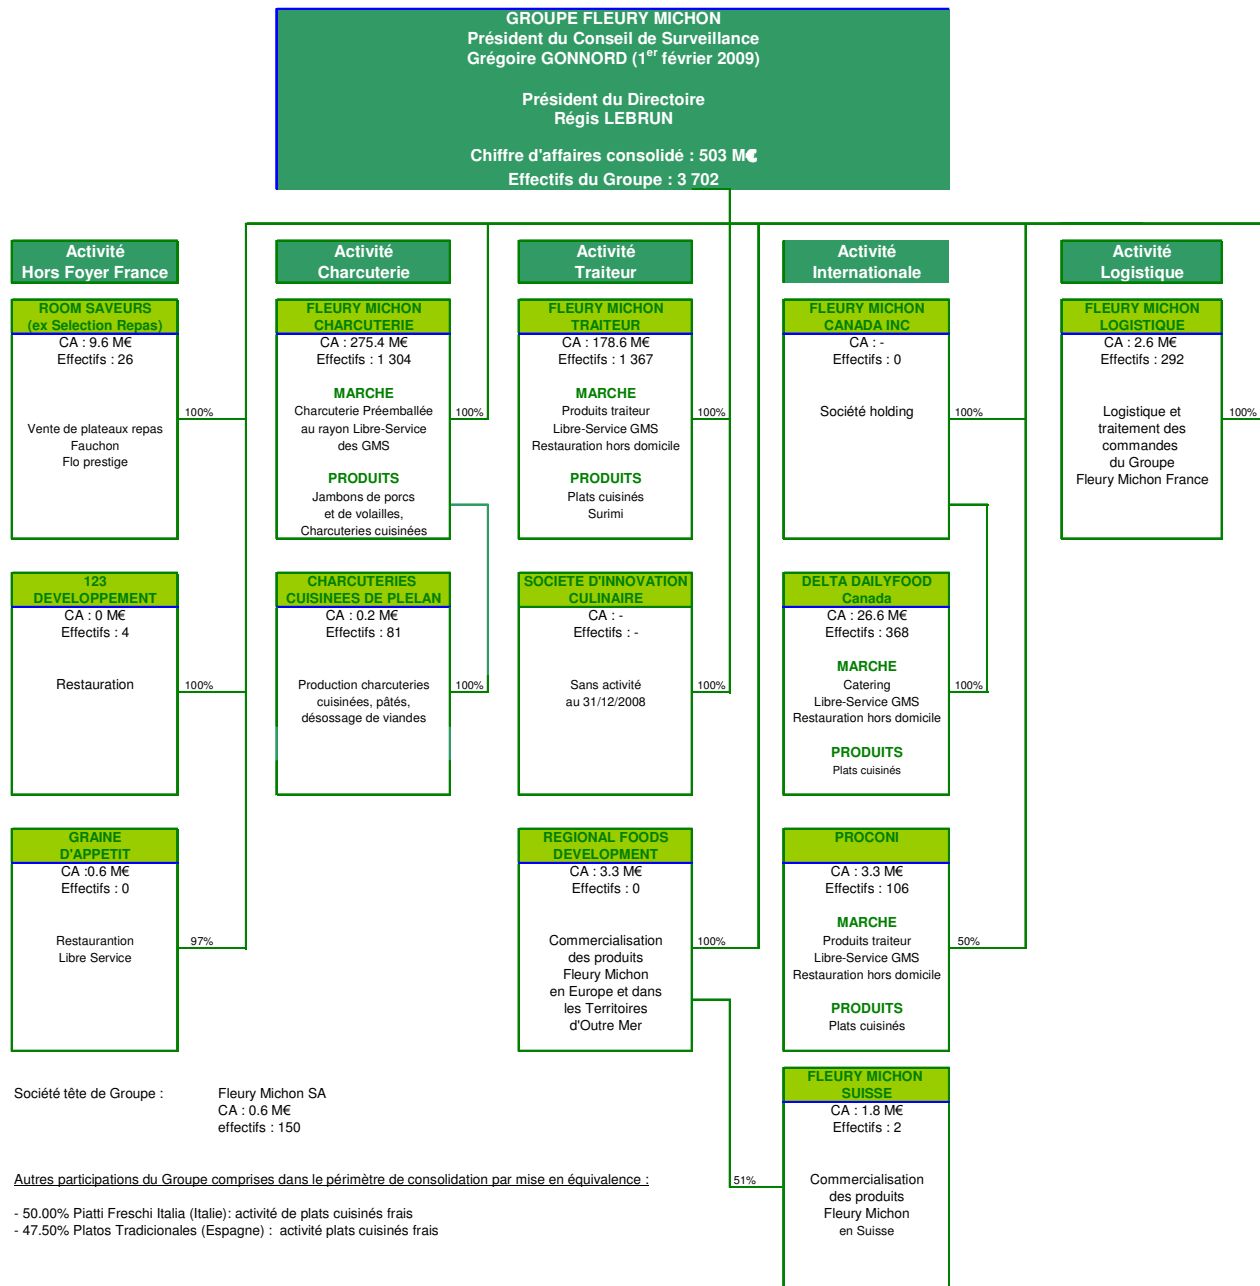 GROUPE FLEURY MICHON
Président du Conseil de Surveillance
Grégoire GONNORD (1er février 2009)
Président du Directoire
Régis LEBRUN
Chiffre d'affaires consolidé : 503 M€
Effectifs du Groupe : 3 702
Activité
Hors Foyer France
ROOM SAVEURS
(ex Selection Repas)
CA : 9.6 M€
Effectifs : 26
Vente de plateaux repas
Fauchon
Flo prestige
100%
123
DEVELOPPEMENT
CA : 0 M€
Effectifs : 4
Restauration
100%
GRAINE
D'APPETIT
CA :0.6 M€
Effectifs : 0
Restaurantion
Libre Service
97%
Activité
Charcuterie
FLEURY MICHON
CHARCUTERIE
CA : 275.4 M€
Effectifs : 1 304
MARCHE
Charcuterie Préemballée
au rayon Libre-Service
des GMS
PRODUITS
Jambons de porcs
et de volailles,
Charcuteries cuisinées
100%
CHARCUTERIES
CUISINEES DE PLELAN
CA : 0.2 M€
Effectifs : 81
Production charcuteries
cuisinées, pâtés,
désossage de viandes
100%
Activité
Traiteur
FLEURY MICHON
TRAITEUR
CA : 178.6 M€
Effectifs : 1 367
MARCHE
Produits traiteur
Libre-Service GMS
Restauration hors domicile
PRODUITS
Plats cuisinés
Surimi
100%
SOCIETE D'INNOVATION
CULINAIRE
CA : -
Effectifs : -
Sans activité
au 31/12/2008
100%
REGIONAL FOODS
DEVELOPMENT
CA : 3.3 M€
Effectifs : 0
Commercialisation
des produits
Fleury Michon
en Europe et dans
les Territoires
d'Outre Mer
100%
Activité
Internationale
FLEURY MICHON
CANADA INC
CA : -
Effectifs : 0
Société holding
100%
DELTA DAILYFOOD
Canada
CA : 26.6 M€
Effectifs : 368
MARCHE
Catering
Libre-Service GMS
Restauration hors domicile
PRODUITS
Plats cuisinés
100%
PROCONI
CA : 3.3 M€
Effectifs : 106
MARCHE
Produits traiteur
Libre-Service GMS
Restauration hors domicile
PRODUITS
Plats cuisinés
50%
FLEURY MICHON
SUISSE
CA : 1.8 M€
Effectifs : 2
Commercialisation
des produits
Fleury Michon
en Suisse
51%
Activité
Logistique
FLEURY MICHON
LOGISTIQUE
CA : 2.6 M€
Effectifs : 292
Logistique et
traitement des
commandes
du Groupe
Fleury Michon France
100%
Société tête de Groupe : Fleury Michon SA
CA : 0.6 M€
effectifs : 150
Autres participations du Groupe comprises dans le périmètre de consolidation par mise en équivalence :
- 50.00% Piatti Freschi Italia (Italie): activité de plats cuisinés frais
- 47.50% Platos Tradicionales (Espagne) : activité plats cuisinés frais